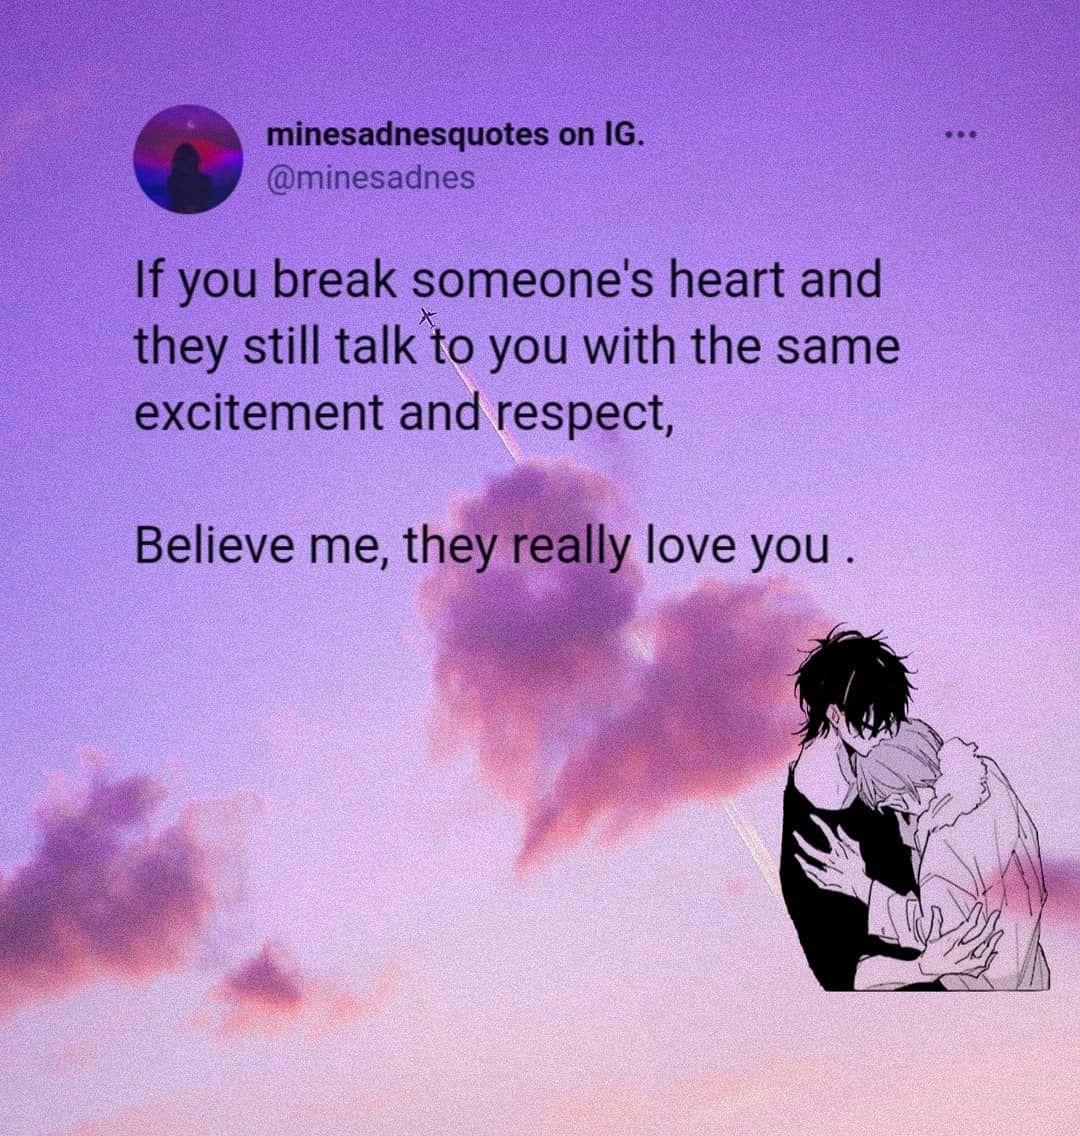 minesadnesquotes on IG.
@minesadnes
If you break someone's heart and
they still talk to you with the same
excitement and respect,
Believe me, they really love you .